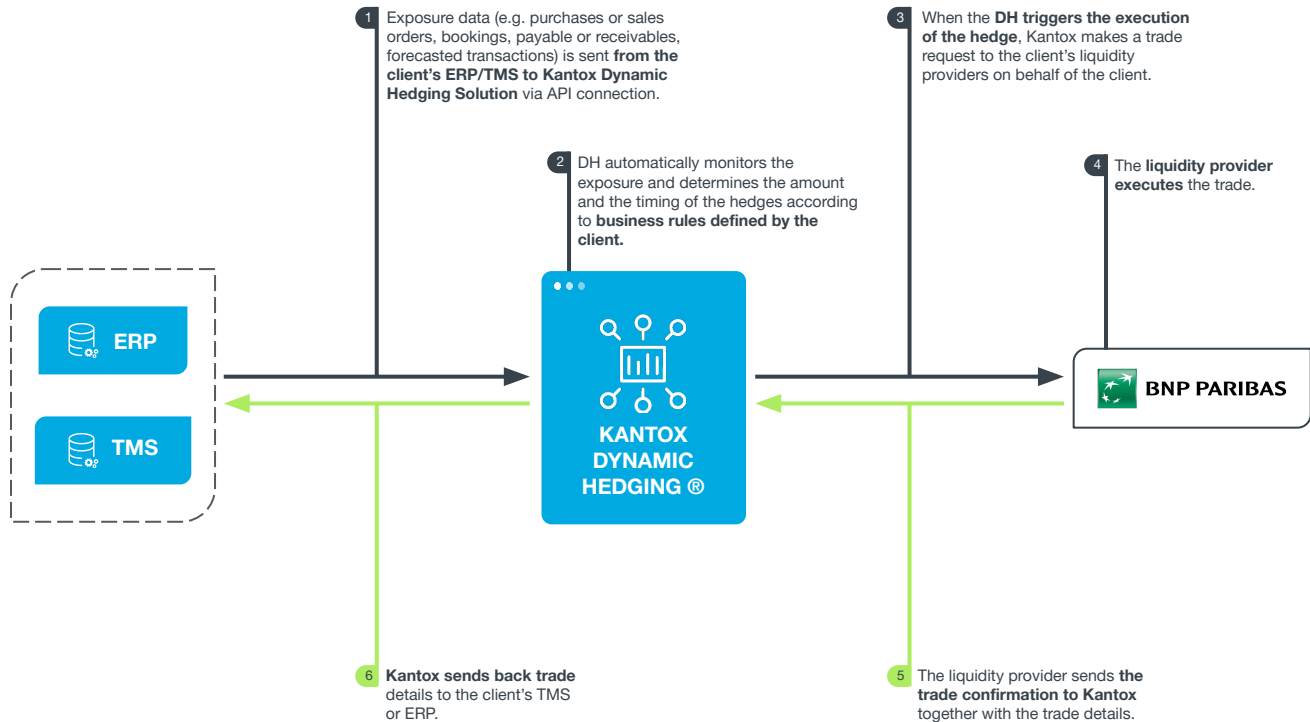 1
Exposure data (e.g. purchases or sales
orders, bookings, payable or receivables,
forecasted transactions) is sent from the
client's ERP/TMS to Kantox Dynamic
Hedging Solution via API connection.
3
When the DH triggers the execution
of the hedge, Kantox makes a trade
request to the client's liquidity
providers on behalf of the client.
2
DH automatically monitors the
exposure and determines the amount
and the timing of the hedges according
to business rules defined by the
client.
4
The liquidity provider
executes the trade.
ERP
TMS
KANTOX
DYNAMIC
HEDGING ®
BNP PARIBAS
6
Kantox sends back trade
details to the client's TMS
or ERP.
5
The liquidity provider sends the
trade confirmation to Kantox
together with the trade details.